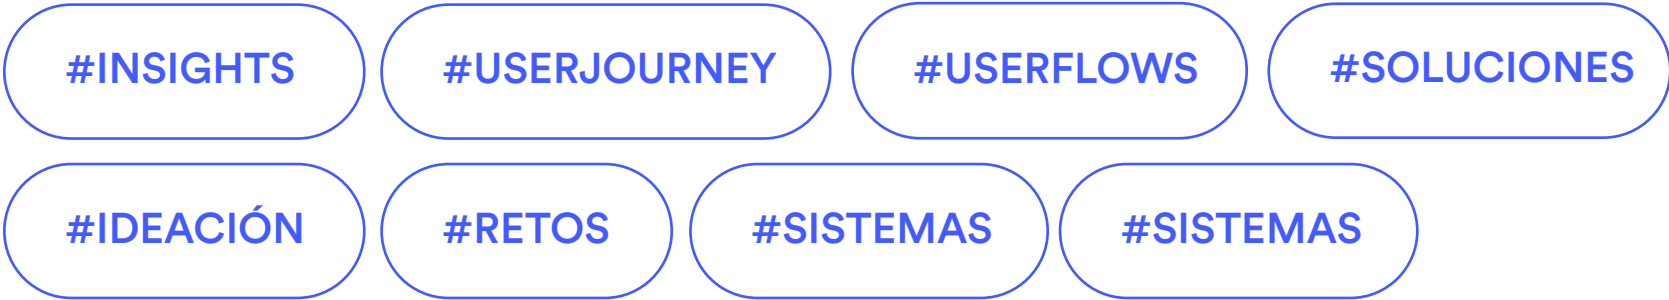 #INSIGHTS #USERJOURNEY #USERFLOWS #SOLUCIONES
#IDEACIÓN #RETOS #SISTEMAS #SISTEMAS